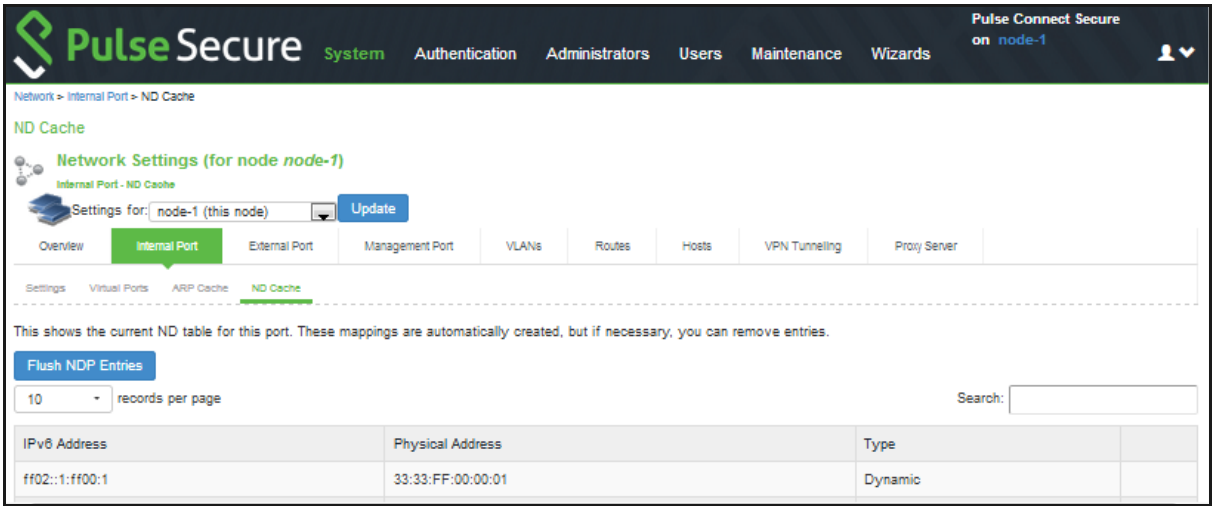 Pulse Secure System Authentication Administrators Users Maintenance Wizards Pulse Connect Secure
on node-1
Network > Internal Port > ND Cache
ND Cache
Network Settings (for node node-1)
Internal Port - ND Cache
Settings for: node-1 (this node) Update
Overview Internal Port External Port Management Port VLANs Routes Hosts VPN Tunneling Proxy Server
Settings Virtual Ports ARP Cache ND Cache
This shows the current ND table for this port. These mappings are automatically created, but if necessary, you can remove entries.
Flush NDP Entries
10 records per page Search:
IPv6 Address Physical Address Type
ff02::1:ff00:1 33:33:FF:00:00:01 Dynamic